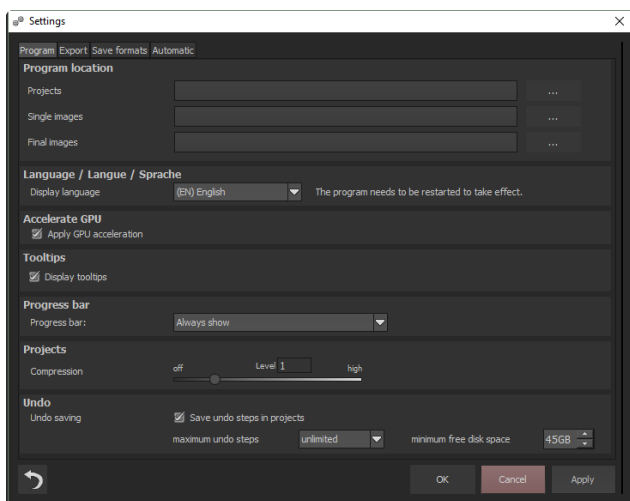 Settings
Program Export Save formats Automatic
Program location
Projects ...
Single images ...
Final images ...
Language / Langue / Sprache
Display language (EN) English The program needs to be restarted to take effect.
Accelerate GPU
Apply GPU acceleration
Tooltips
Display tooltips
Progress bar
Progress bar: Always show
Projects
Compression off Level 1 high
Undo
Undo saving Save undo steps in projects
maximum undo steps unlimited minimum free disk space 45GB
OK Cancel Apply